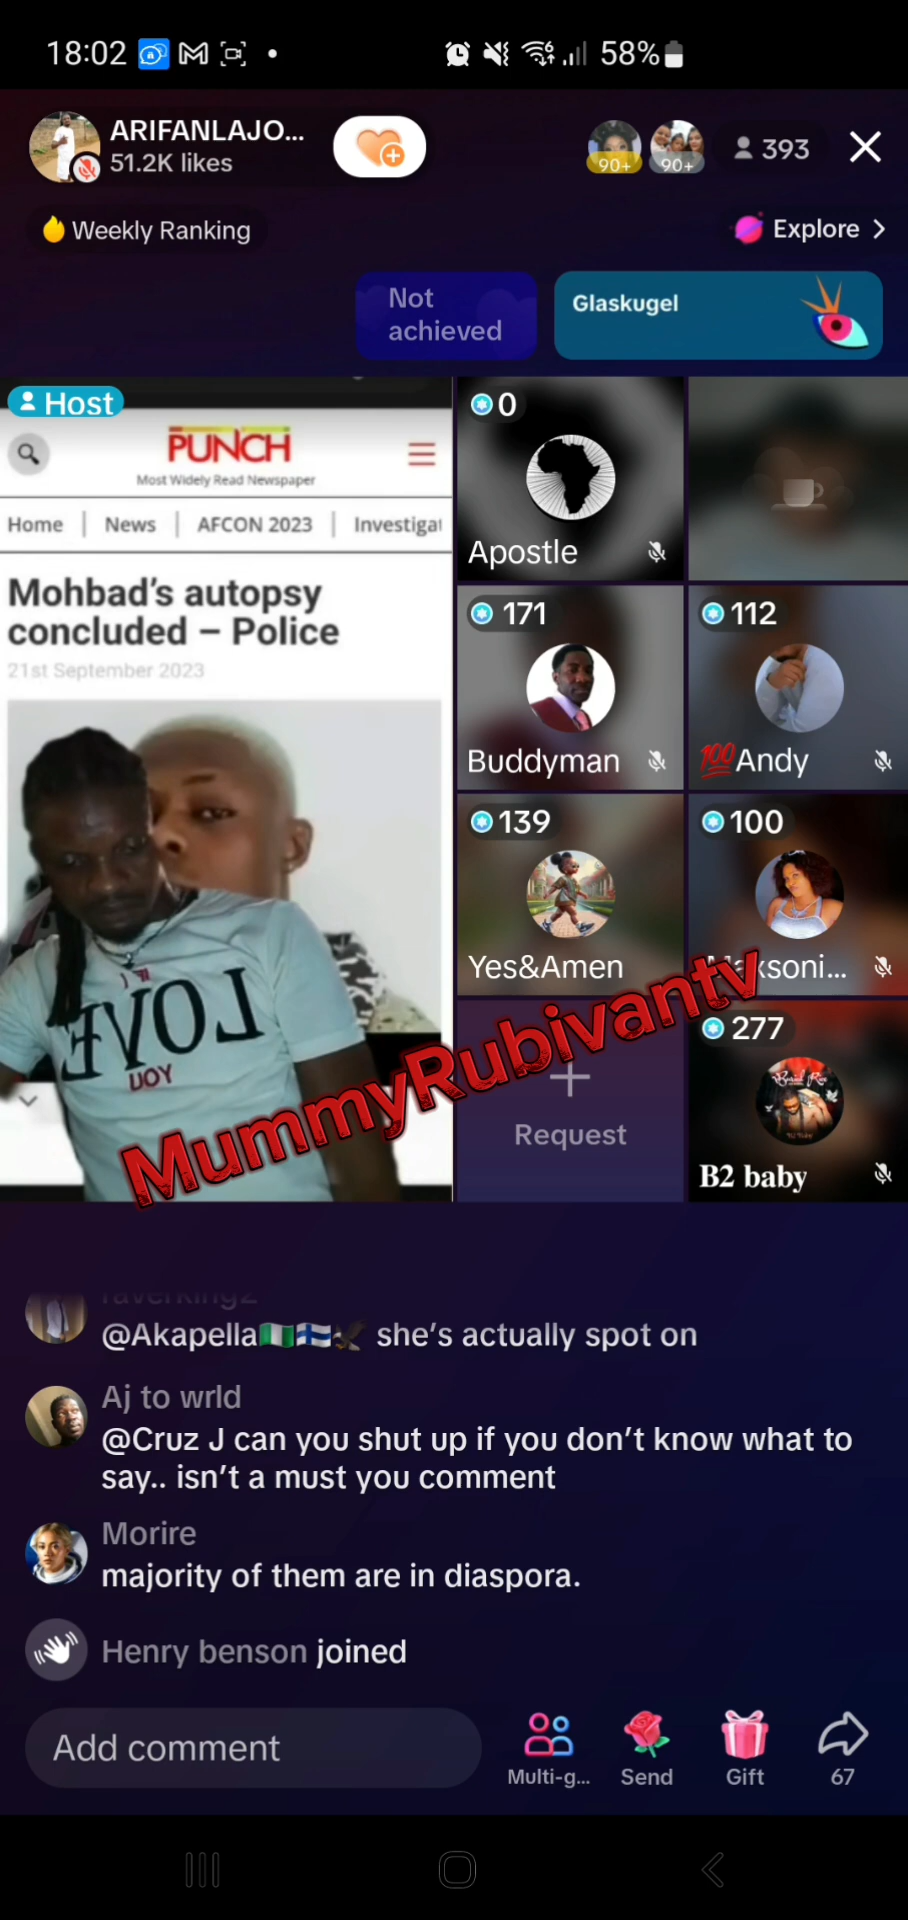 18:02
58%
ARIFANLAJO...
51.2K likes
90+
90+
393
Weekly Ranking
Explore >
Not
achieved
Glaskugel
Host
PUNCH
Most Widely Read Newspaper
Home | News | AFCON 2023 | Investigat
Mohbad's autopsy
concluded – Police
21st September 2023
LOVE
YOU
0
Apostle
171
Buddyman
112
💯Andy
139
Yes&Amen
100
277
B2 baby
+
Request
MummyRubivantv
@Akapella🇳🇬🇫🇮🦅 she's actually spot on
Aj to wrld
@Cruz J can you shut up if you don't know what to
say.. isn't a must you comment
Morire
majority of them are in diaspora.
Henry benson joined
Add comment
Multi-g...
Send
Gift
67